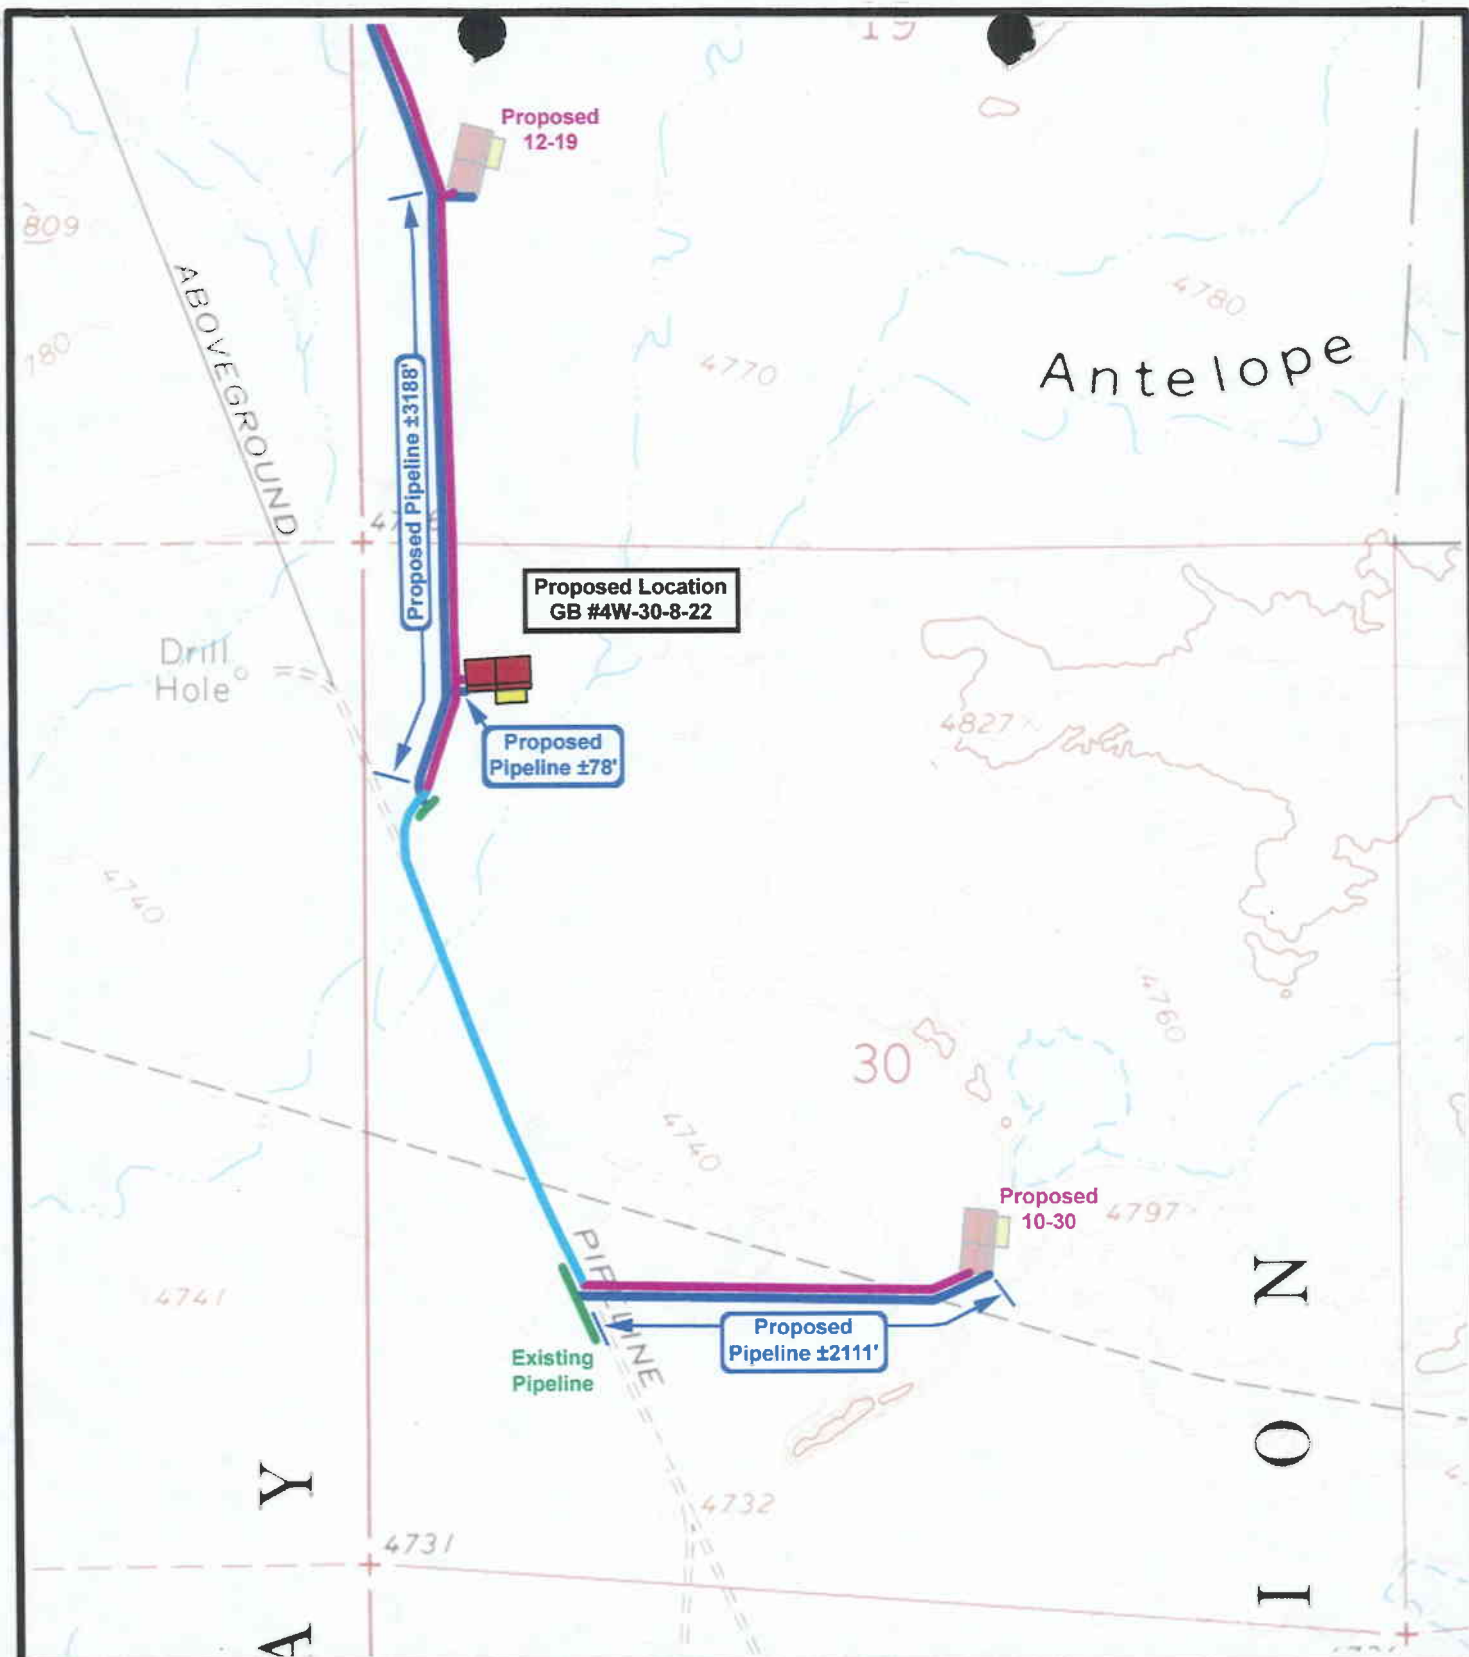 19
Proposed
12-19
809
ABOVEGROUND
4780
180
4770
Antelope
Proposed Pipeline ±3188'
Proposed Location
GB #4W-30-8-22
Drill
Hole
4827
Proposed
Pipeline ±78'
4740
4760
30
4740
Proposed
10-30
4797
4741
PIPELINE
Proposed
Pipeline ±2111'
Existing
Pipeline
N
O
I
Y
A
4732
4731